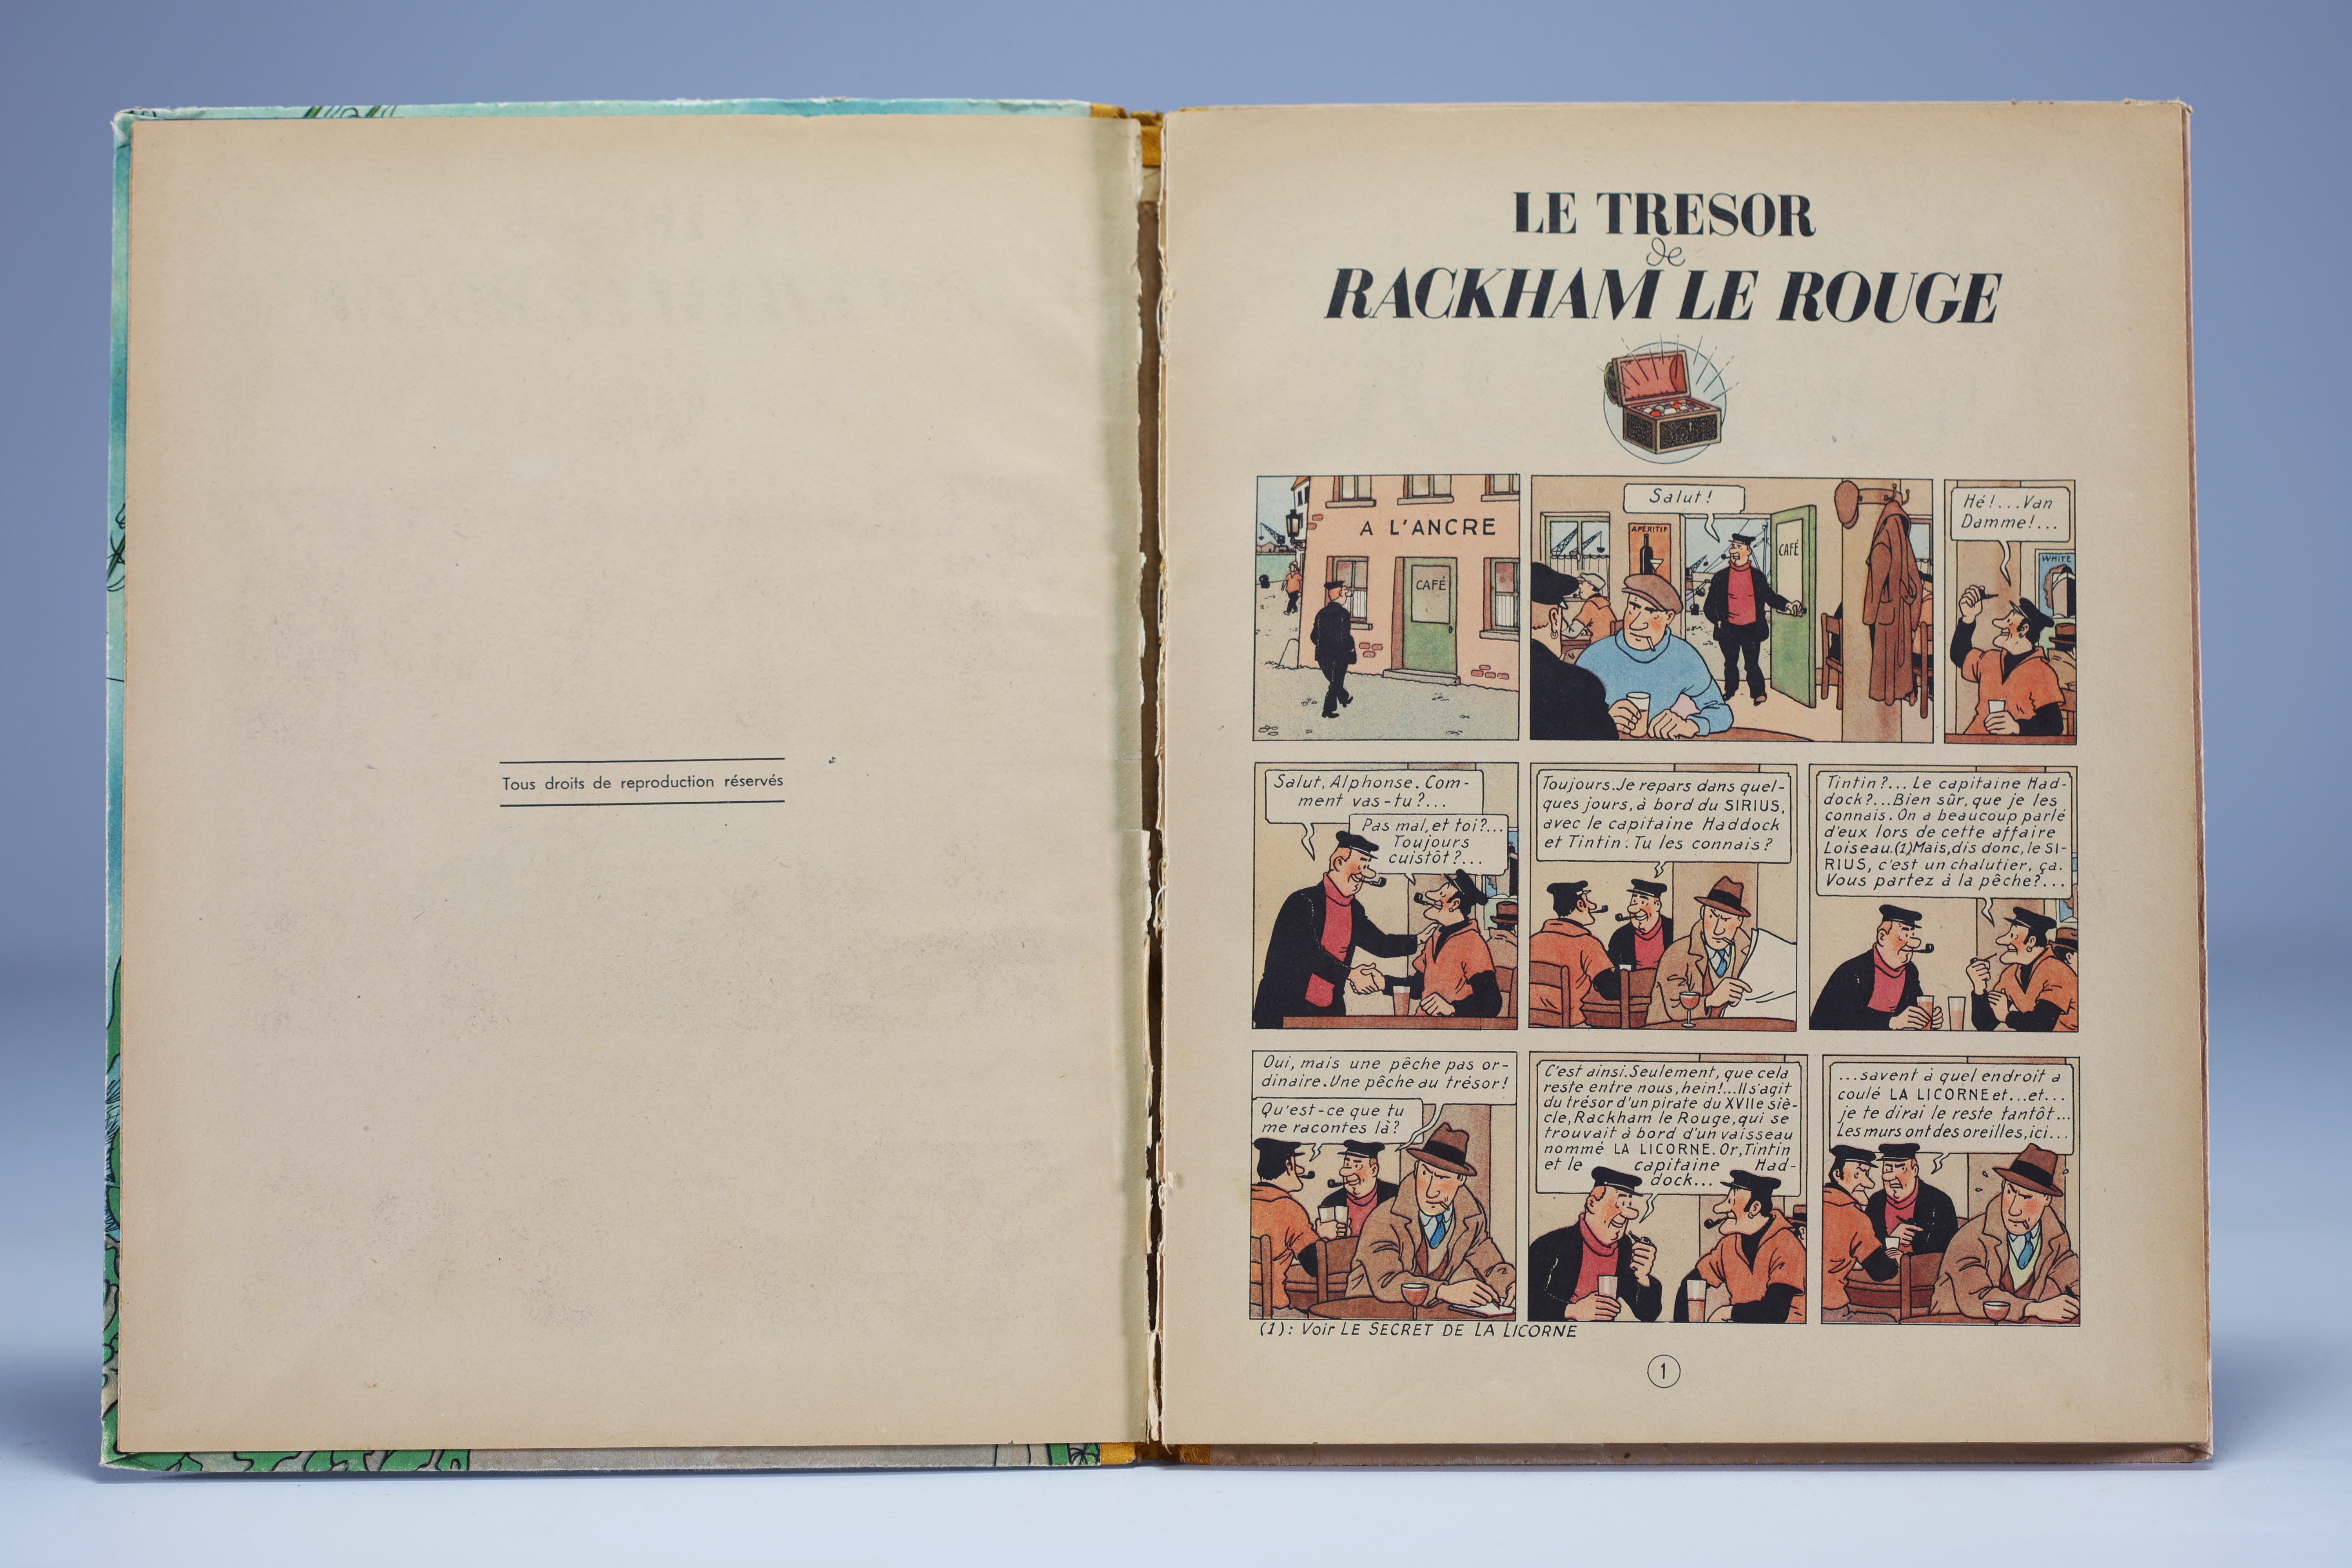 Tous droits de reproduction réservés
LE TRESOR
de
RACKHAM LE ROUGE
A L'ANCRE
CAFÉ
Salut!
APÉRITIF
CAFÉ
Hé!...Van
Damme!...
WHITE
Salut, Alphonse. Com-
ment vas-tu?...
Pas mal, et toi?...
Toujours
cuistôt?...
Toujours. Je repars dans quel-
ques jours, à bord du SIRIUS,
avec le capitaine Haddock
et Tintin. Tu les connais?
Tintin?... Le capitaine Had-
dock?...Bien sûr, que je les
connais. On a beaucoup parlé
d'eux lors de cette affaire
Loiseau.(1)Mais, dis donc, le SI-
RIUS, c'est un chalutier, ça.
Vous partez à la pêche?...
Oui, mais une pêche pas or-
dinaire. Une pêche au trésor!
Qu'est-ce que tu
me racontes là?
C'est ainsi. Seulement, que cela
reste entre nous, hein!...Il s'agit
du trésor d'un pirate du XVIIe siè-
cle, Rackham le Rouge, qui se
trouvait à bord d'un vaisseau
nommé LA LICORNE. Or, Tintin
et le capitaine Had-
dock...
...savent à quel endroit a
coulé LA LICORNE et...et...
je te dirai le reste tantôt...
Les murs ont des oreilles, ici...
(1): Voir LE SECRET DE LA LICORNE
1